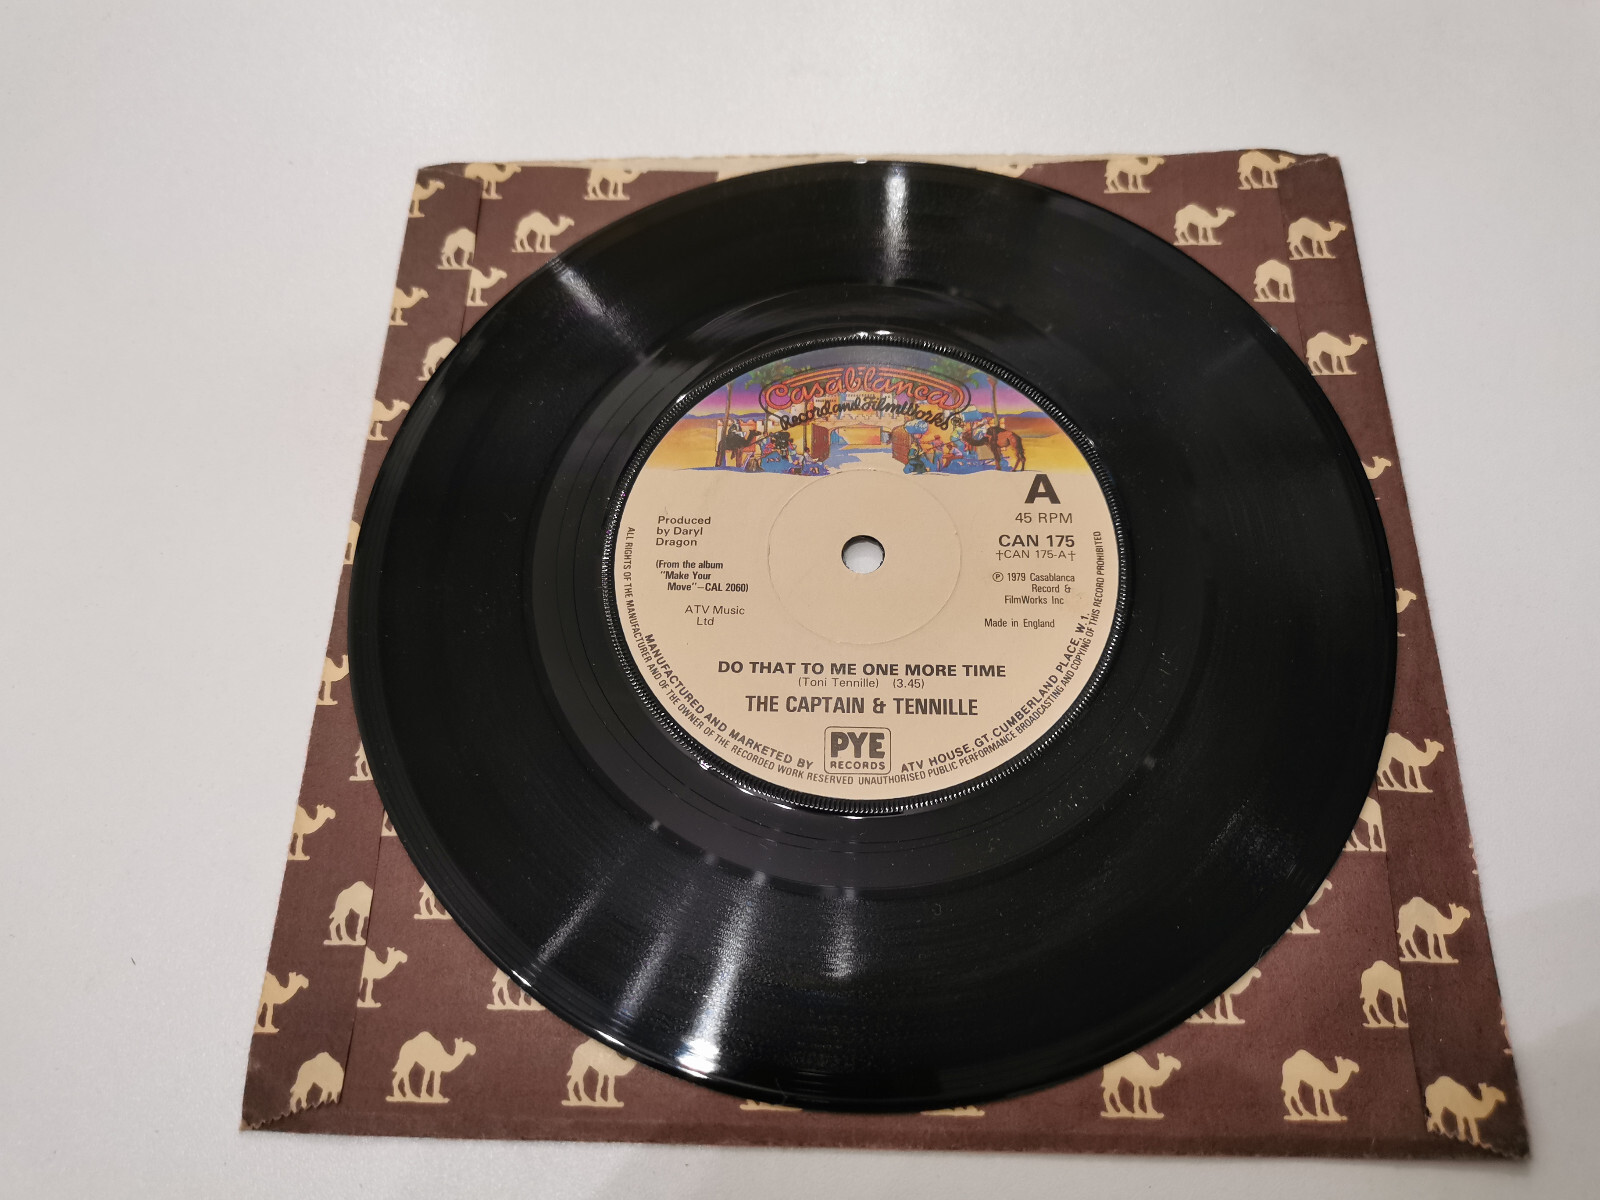 Casablanca
Record and FilmWorks
A
45 RPM
CAN 175
†CAN 175-A†
Ⓟ 1979 Casablanca
Record &
FilmWorks Inc
Made in England
Produced
by Daryl
Dragon
(From the album
"Make Your
Move"–CAL 2060)
ATV Music
Ltd
DO THAT TO ME ONE MORE TIME
(Toni Tennille) (3.45)
THE CAPTAIN & TENNILLE
PYE
RECORDS
MANUFACTURED AND MARKETED BY ATV HOUSE, GT. CUMBERLAND PLACE, W.1.
ALL RIGHTS OF THE MANUFACTURER AND OF THE OWNER OF THE RECORDED WORK RESERVED UNAUTHORISED PUBLIC PERFORMANCE BROADCASTING AND COPYING OF THIS RECORD PROHIBITED